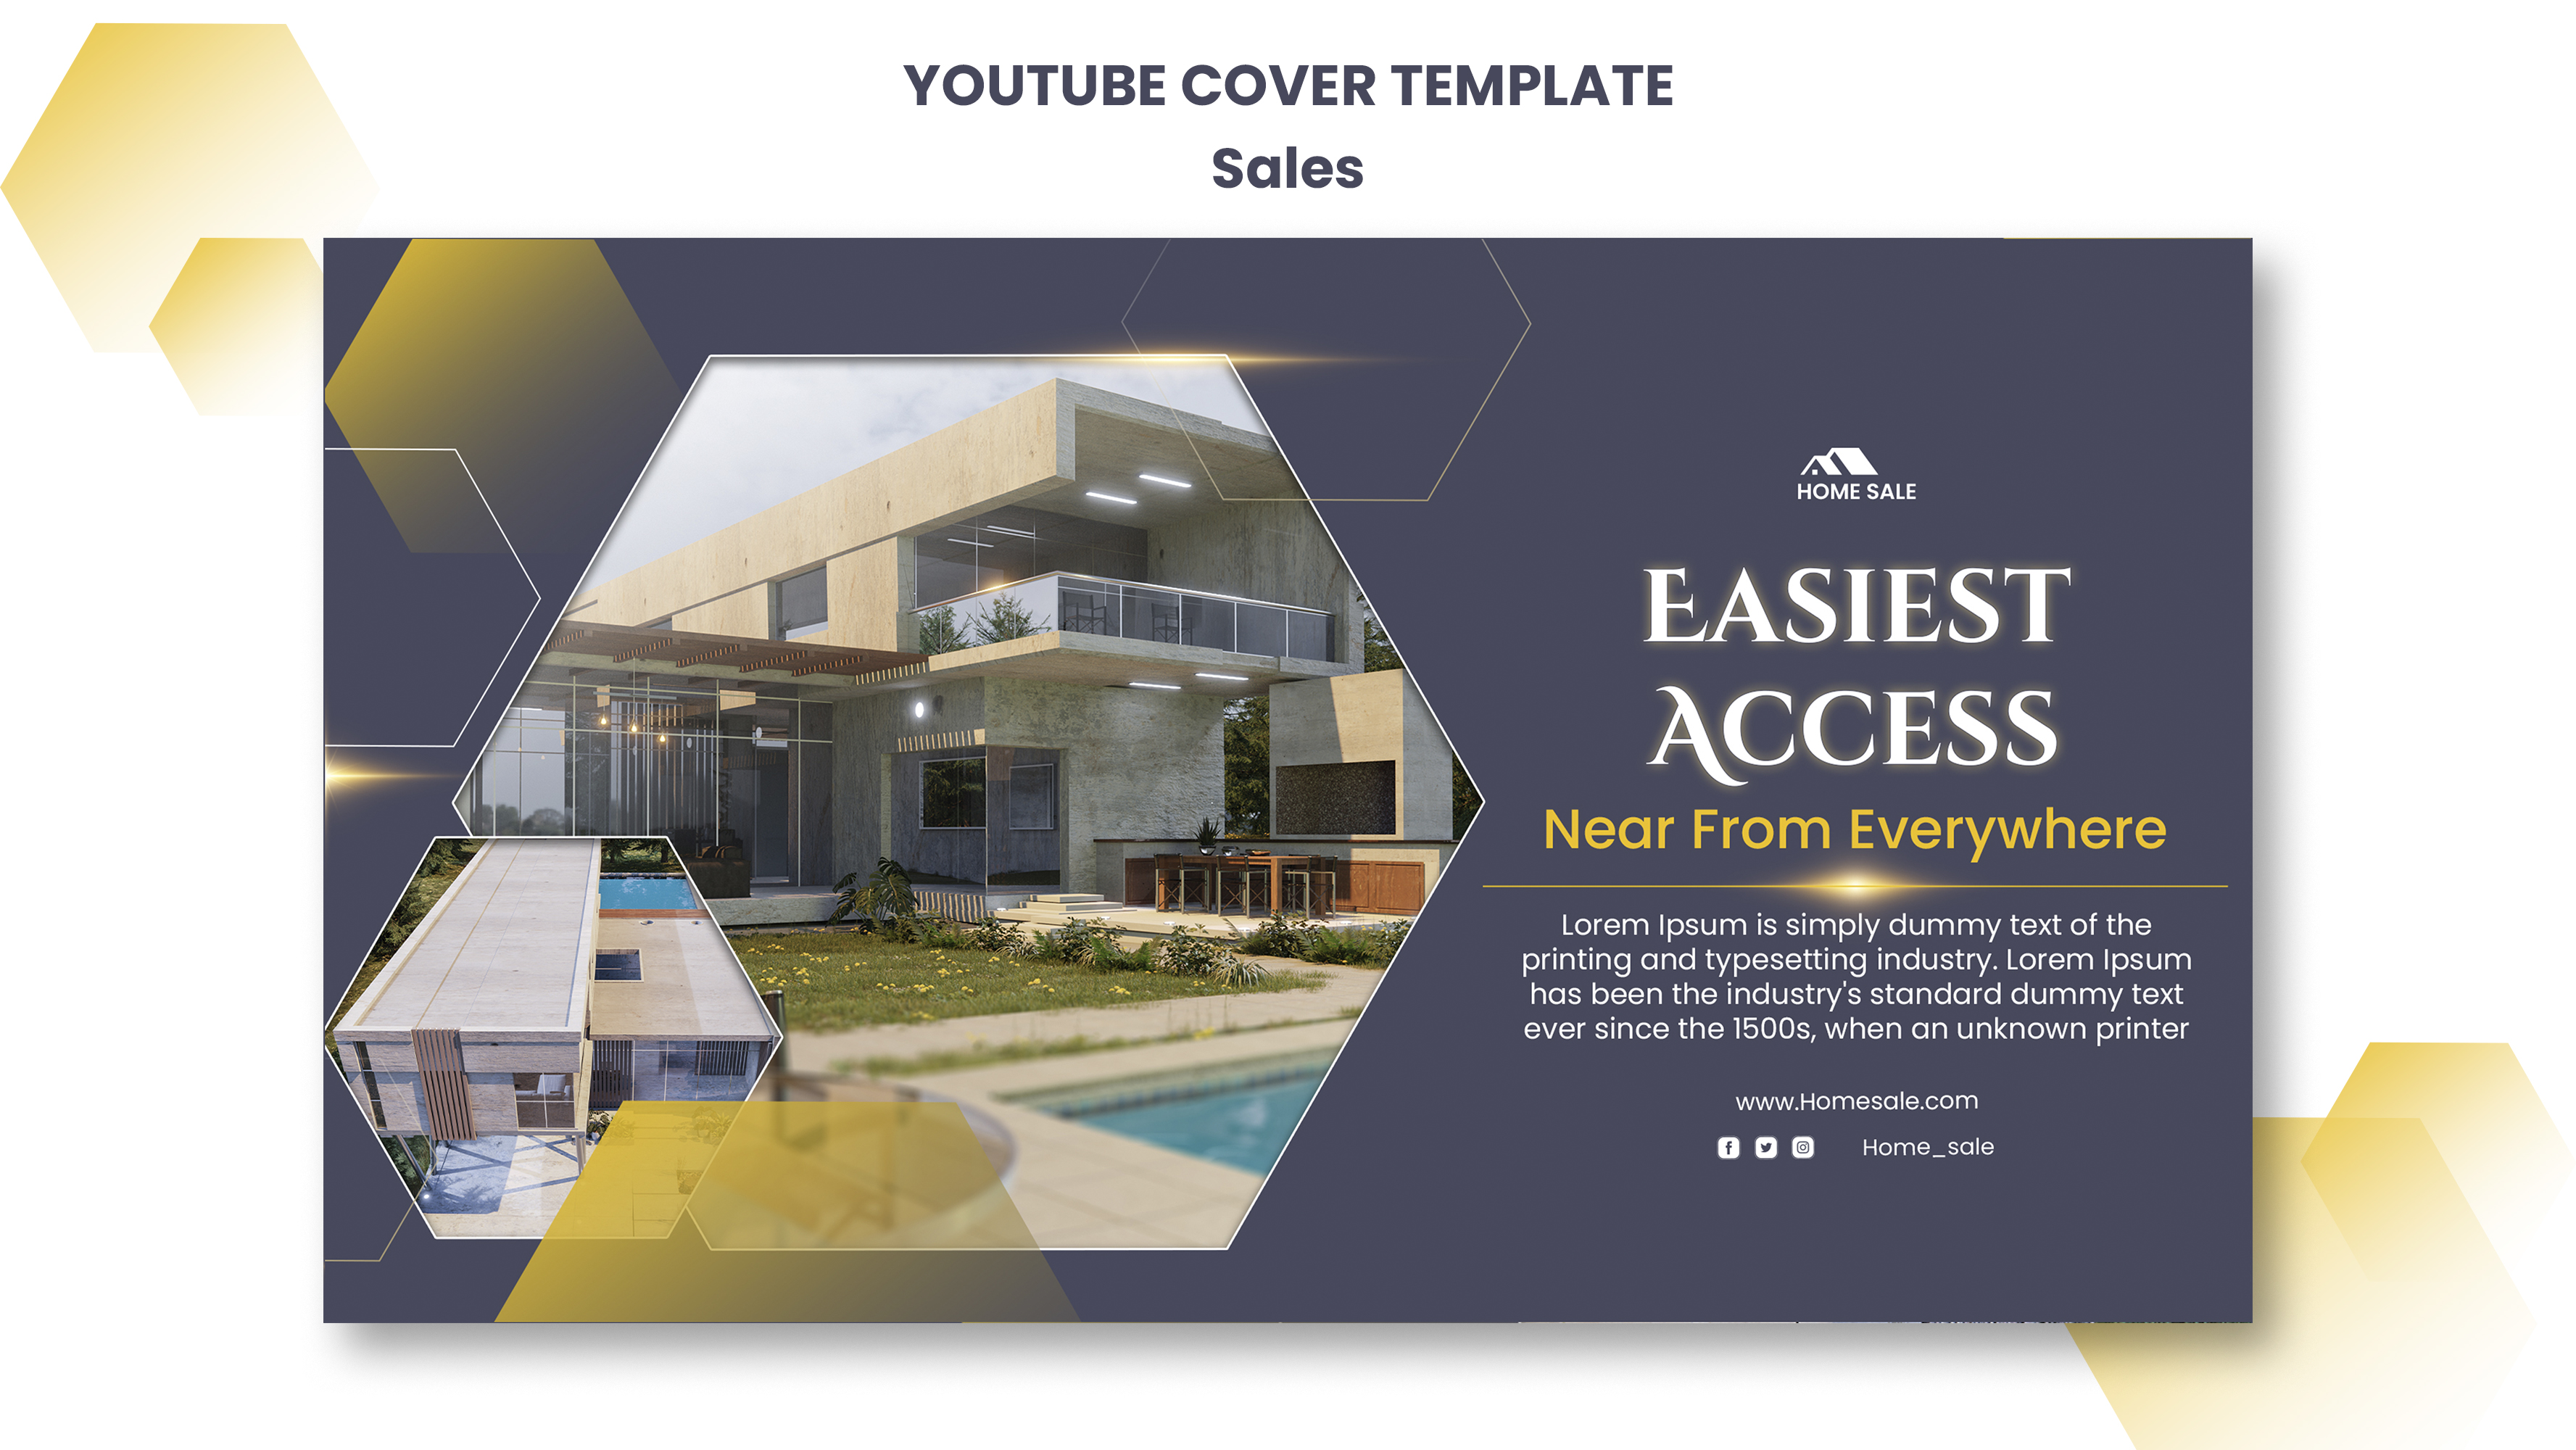 YOUTUBE COVER TEMPLATE
Sales
HOME SALE
EASIEST
ACCESS
Near From Everywhere
Lorem Ipsum is simply dummy text of the
printing and typesetting industry. Lorem Ipsum
has been the industry's standard dummy text
ever since the 1500s, when an unknown printer
www.Homesale.com
Home_sale